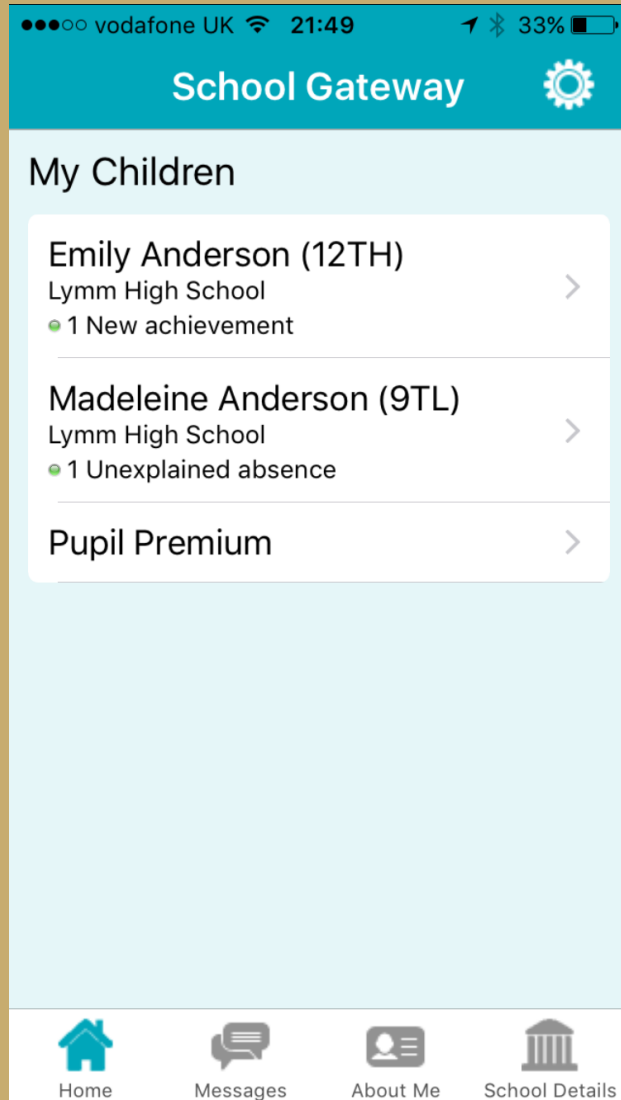 vodafone UK 21:49 33%
School Gateway
My Children
Emily Anderson (12TH)
Lymm High School
1 New achievement
Madeleine Anderson (9TL)
Lymm High School
1 Unexplained absence
Pupil Premium
Home Messages About Me School Details